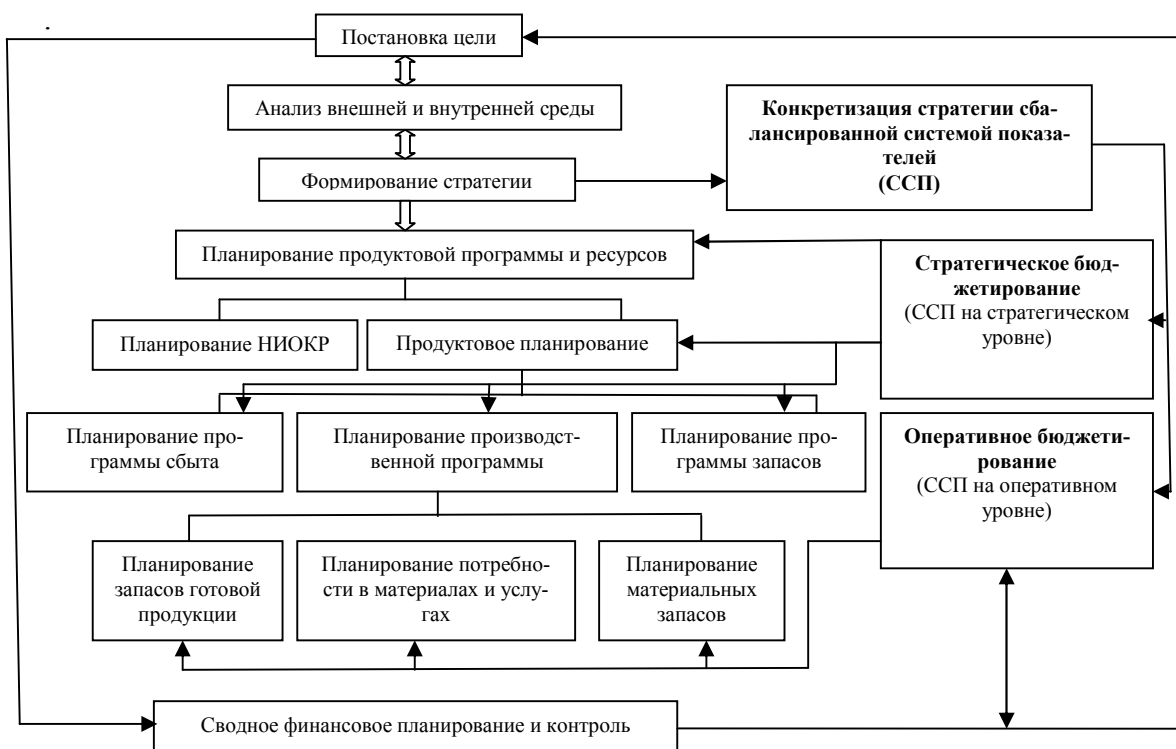 Постановка цели
Анализ внешней и внутренней среды
Формирование стратегии
Конкретизация стратегии сба-
лансированной системой показа-
телей
(ССП)
Планирование продуктовой программы и ресурсов
Стратегическое бюд-
жетирование
(ССП на стратегическом
уровне)
Планирование НИОКР
Продуктовое планирование
Планирование про-
граммы сбыта
Планирование производст-
венной программы
Планирование про-
граммы запасов
Оперативное бюджети-
рование
(ССП на оперативном
уровне)
Планирование
запасов готовой
продукции
Планирование потребно-
сти в материалах и услу-
гах
Планирование
материальных
запасов
Сводное финансовое планирование и контроль